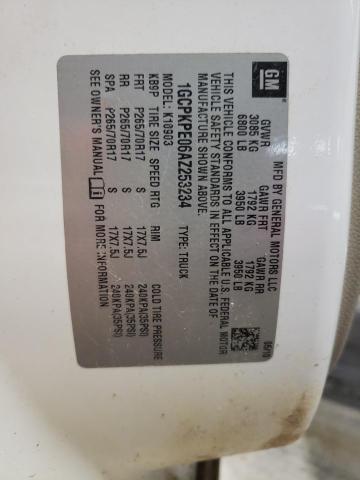 GM
MFD BY GENERAL MOTORS LLC
GVWR GAWR FRT GAWR RR
3085 KG 1792 KG 1792 KG
6800 LB 3950 LB 3950 LB
05/10
THIS VEHICLE CONFORMS TO ALL APPLICABLE U.S. FEDERAL MOTOR
VEHICLE SAFETY STANDARDS IN EFFECT ON THE DATE OF
MANUFACTURE SHOWN ABOVE.
1GCPKPE06AZ253234 TYPE: TRUCK
MODEL: K10903
KB9P TIRE SIZE SPEED RTG RIM COLD TIRE PRESSURE
FRT P265/70R17 S 17X7.5J 240KPA(35PSI)
RR P265/70R17 S 17X7.5J 240KPA(35PSI)
SPA P265/70R17 S 17X7.5J 240KPA(35PSI)
SEE OWNER'S MANUAL FOR MORE INFORMATION